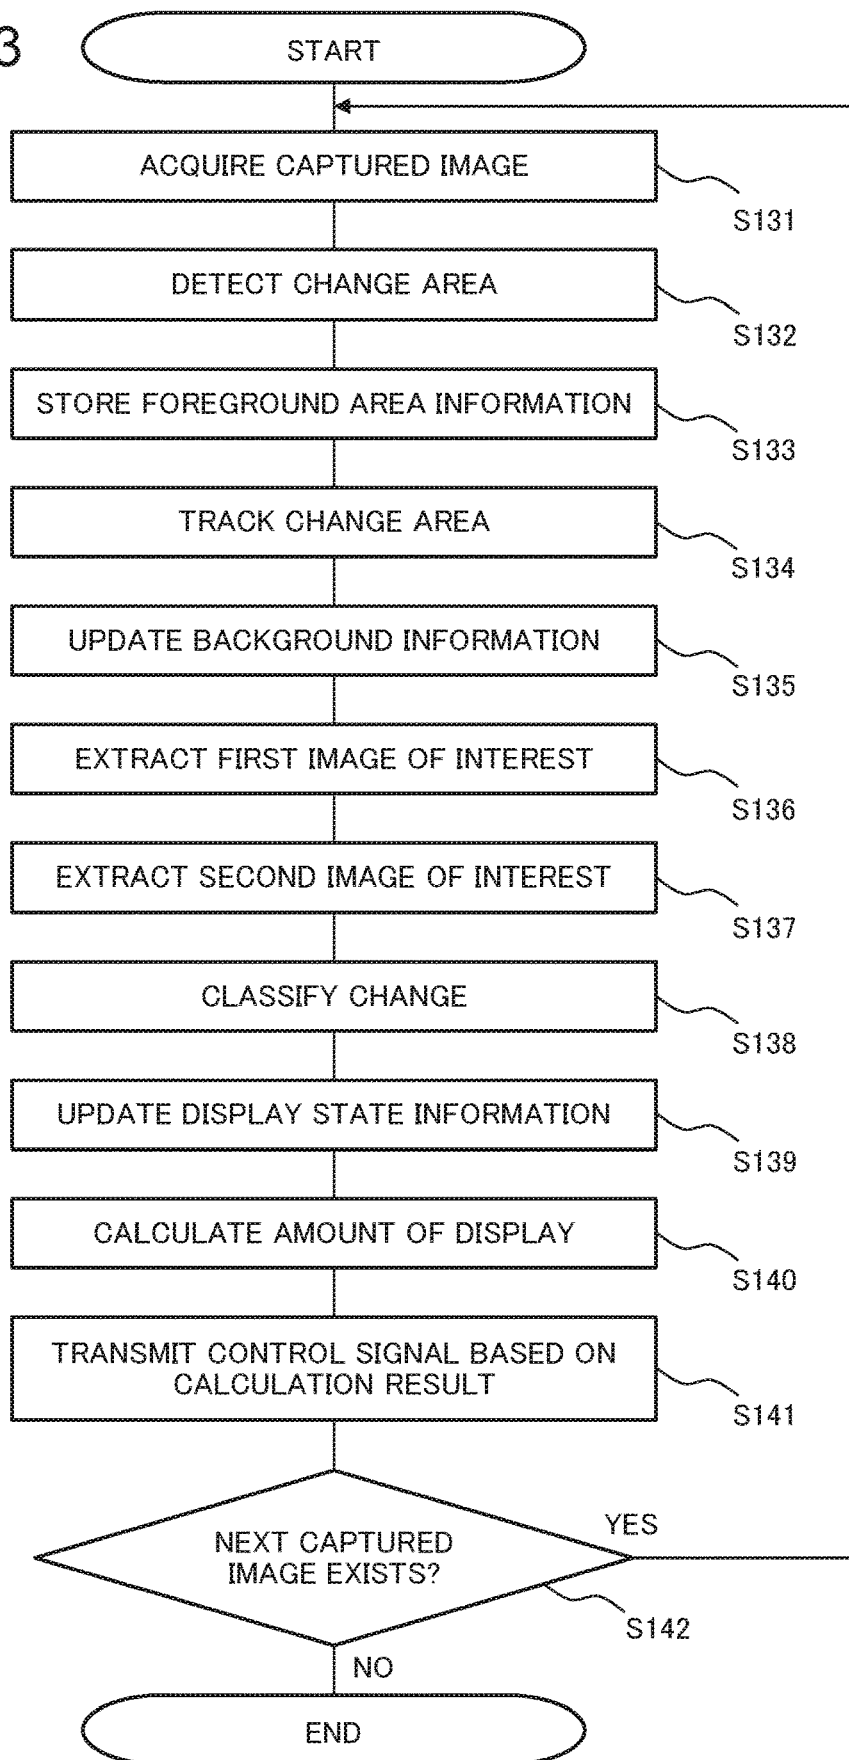 3
START
ACQUIRE CAPTURED IMAGE
S131
DETECT CHANGE AREA
S132
STORE FOREGROUND AREA INFORMATION
S133
TRACK CHANGE AREA
S134
UPDATE BACKGROUND INFORMATION
S135
EXTRACT FIRST IMAGE OF INTEREST
S136
EXTRACT SECOND IMAGE OF INTEREST
S137
CLASSIFY CHANGE
S138
UPDATE DISPLAY STATE INFORMATION
S139
CALCULATE AMOUNT OF DISPLAY
S140
TRANSMIT CONTROL SIGNAL BASED ON
CALCULATION RESULT
S141
NEXT CAPTURED
IMAGE EXISTS?
YES
S142
NO
END